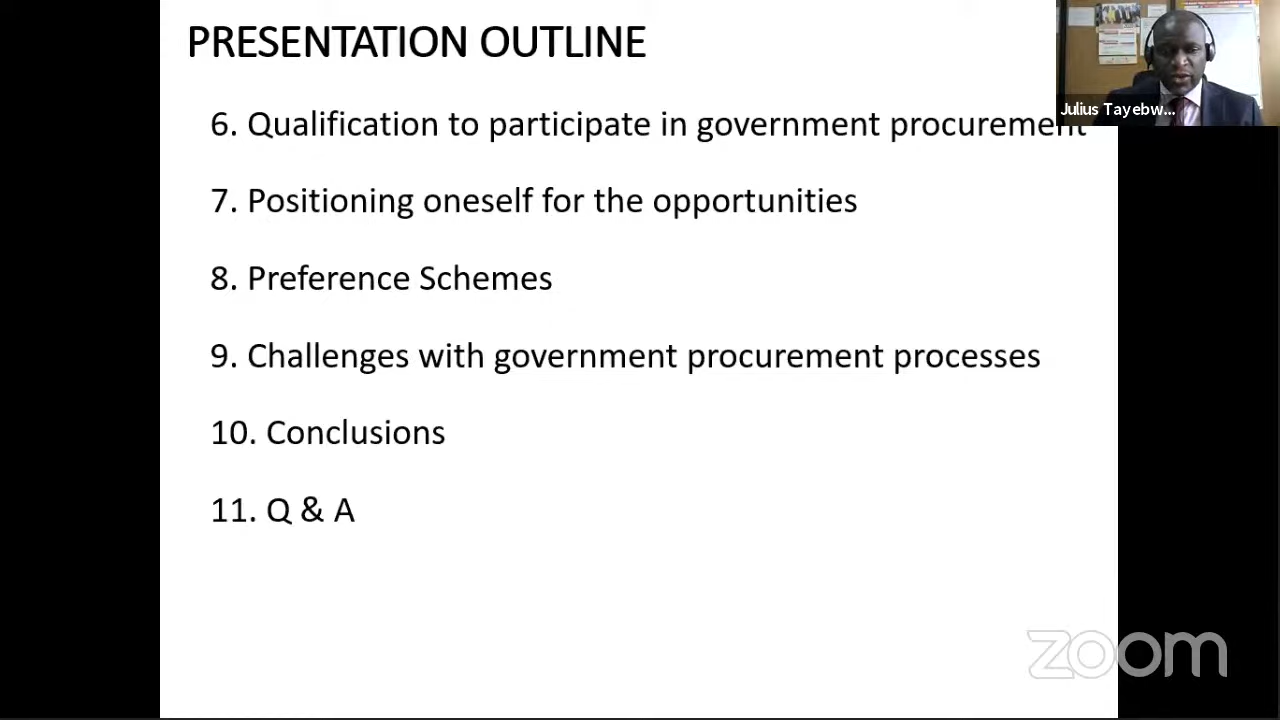 PRESENTATION OUTLINE
6. Qualification to participate in government procurement
7. Positioning oneself for the opportunities
8. Preference Schemes
9. Challenges with government procurement processes
10. Conclusions
11. Q & A
Julius Tayebw...
zoom